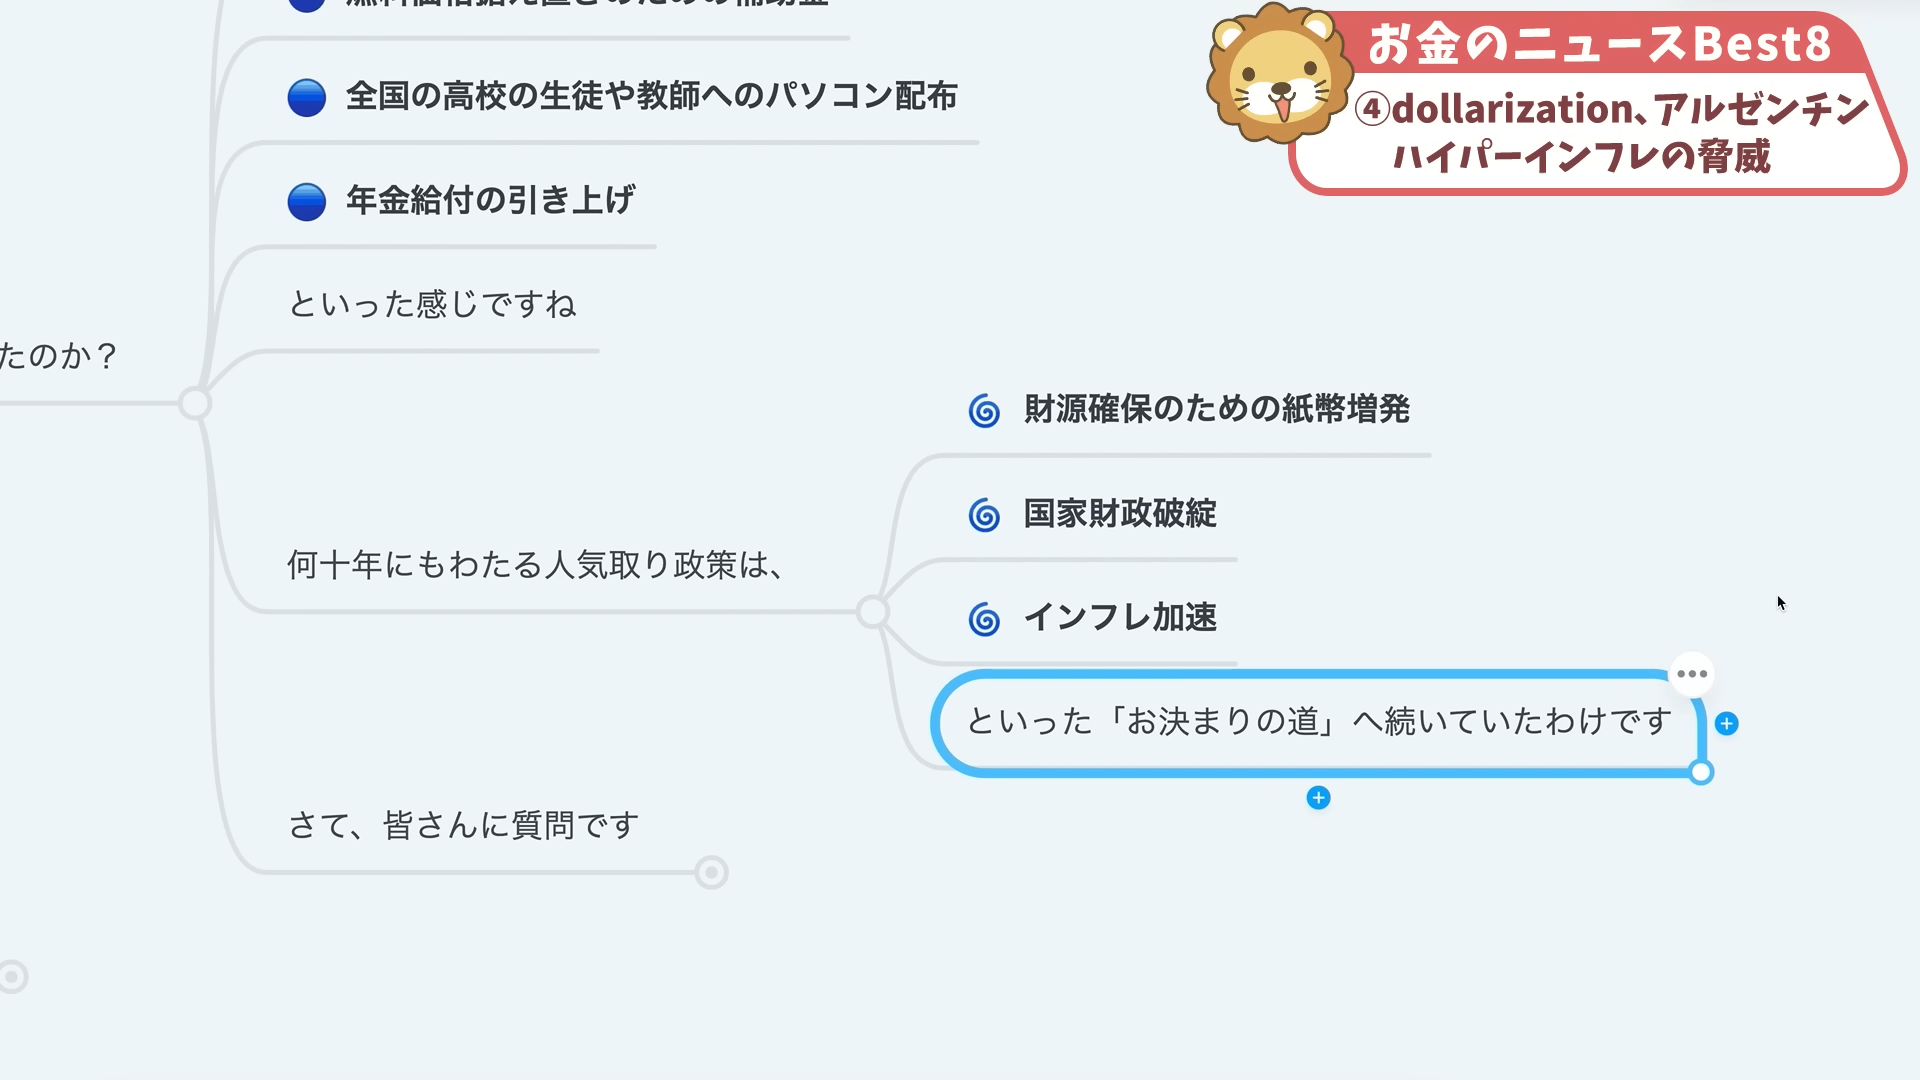 全国の高校の生徒や教師へのパソコン配布
年金給付の引き上げ
といった感じですね
たのか？
財源確保のための紙幣増発
国家財政破綻
インフレ加速
何十年にもわたる人気取り政策は、
といった「お決まりの道」へ続いていたわけです
さて、皆さんに質問です
お金のニュースBest8
④dollarization、アルゼンチン
ハイパーインフレの脅威